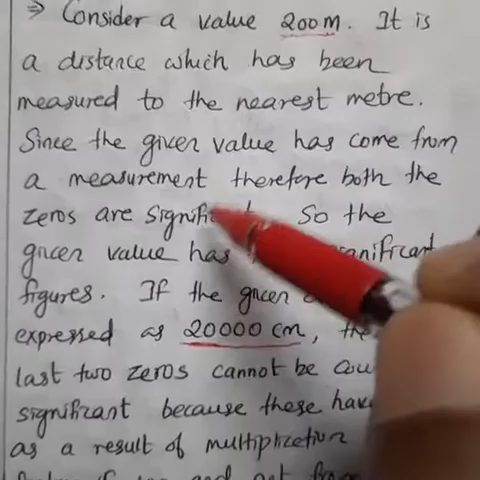 ⇒ Consider a value 200m. It is
a distance which has been
measured to the nearest metre.
Since the given value has come from
a measurement therefore both the
zeros are So the
given value has
figures. If the given
expressed as 20000 cm,
last two zeros cannot be
significant because these
as a result of multiplication